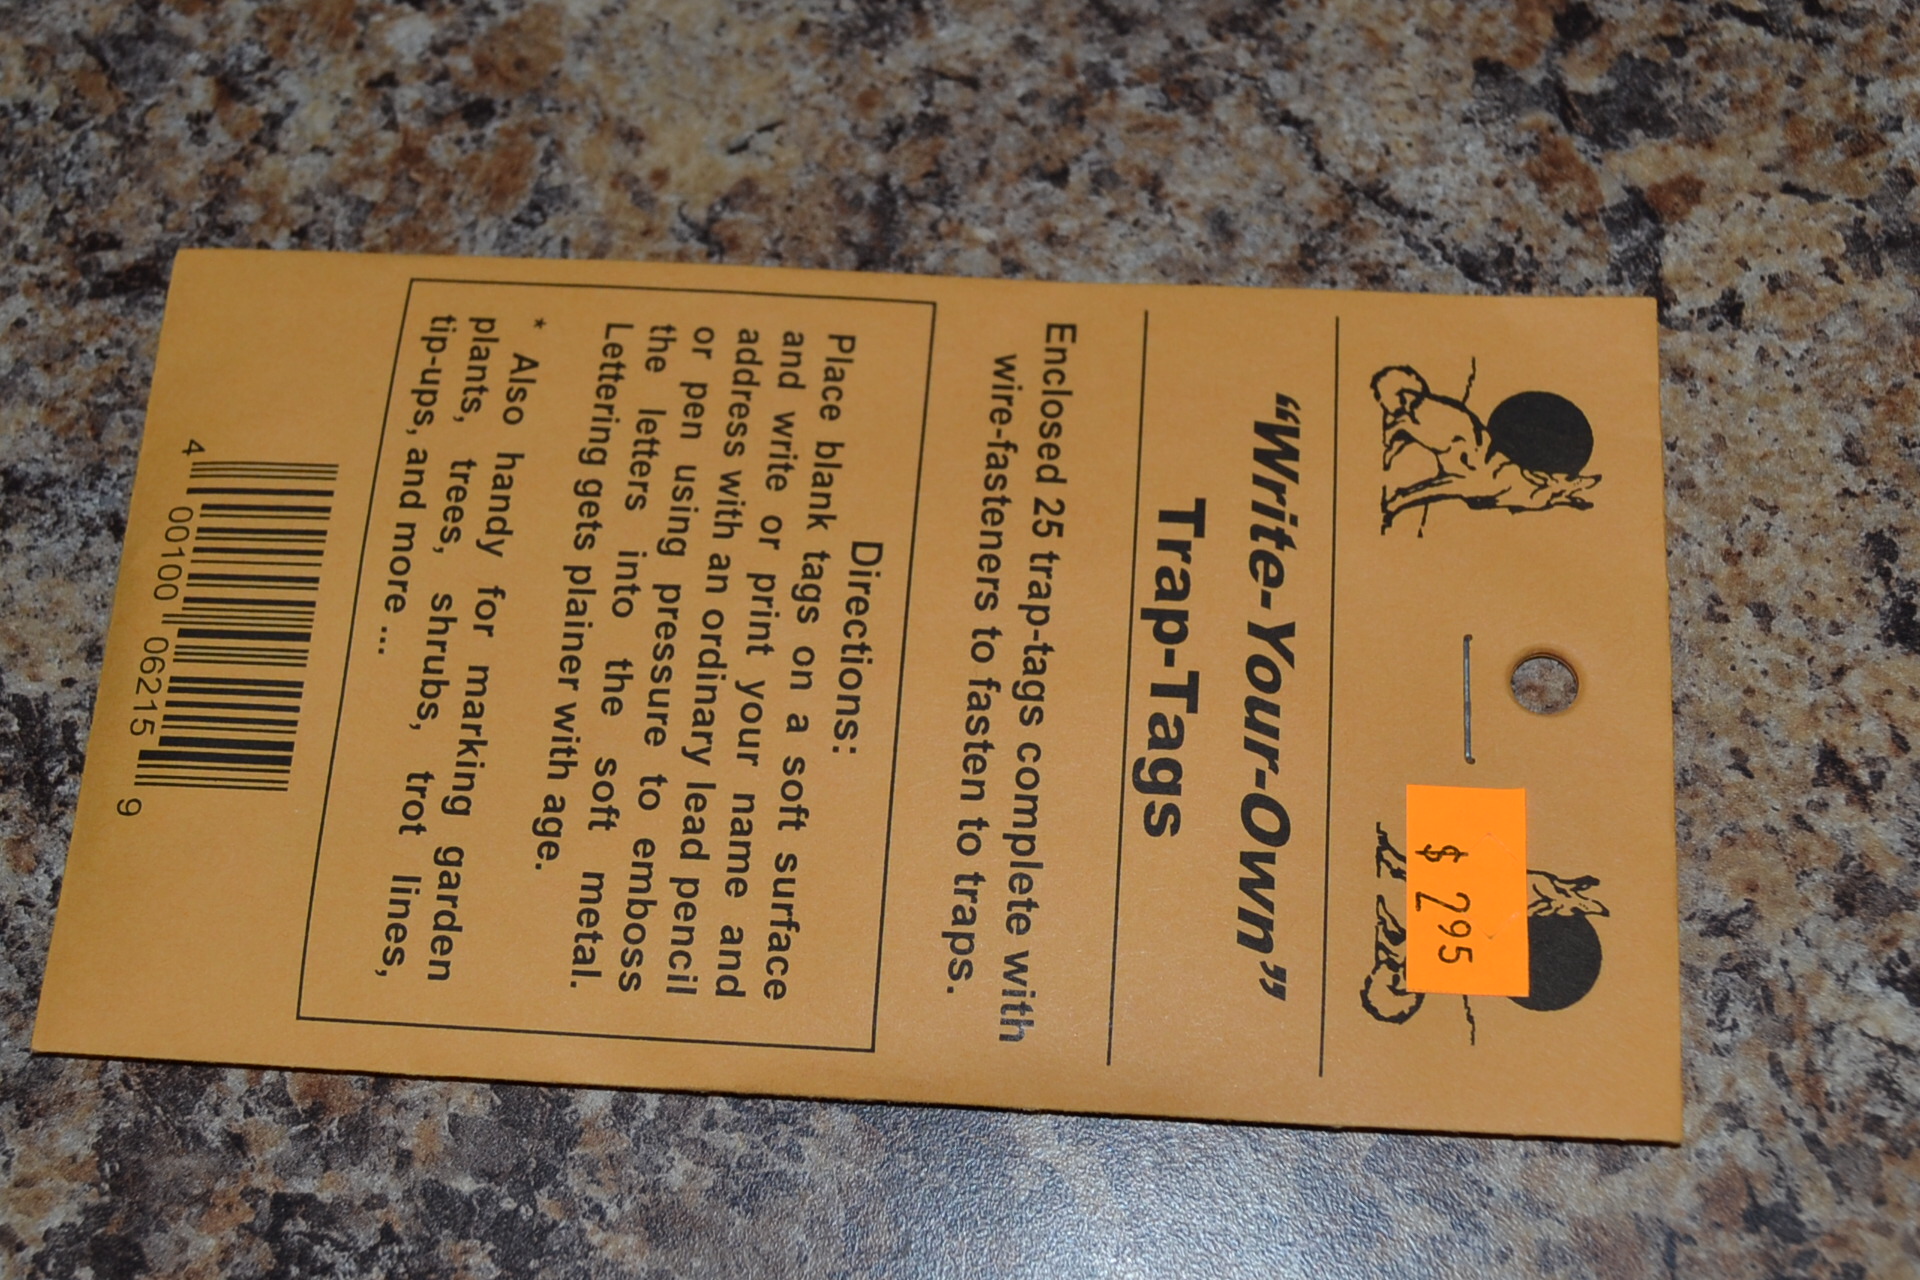 $ 2.95
“Write-Your-Own”
Trap-Tags
Enclosed 25 trap-tags complete with
wire-fasteners to fasten to traps.
Directions:
Place blank tags on a soft surface
and write or print your name and
address with an ordinary lead pencil
or pen using pressure to emboss
the letters into the soft metal.
Lettering gets plainer with age.
* Also handy for marking garden
plants, trees, shrubs, trot lines,
tip-ups, and more ...
4 00100 06215 9